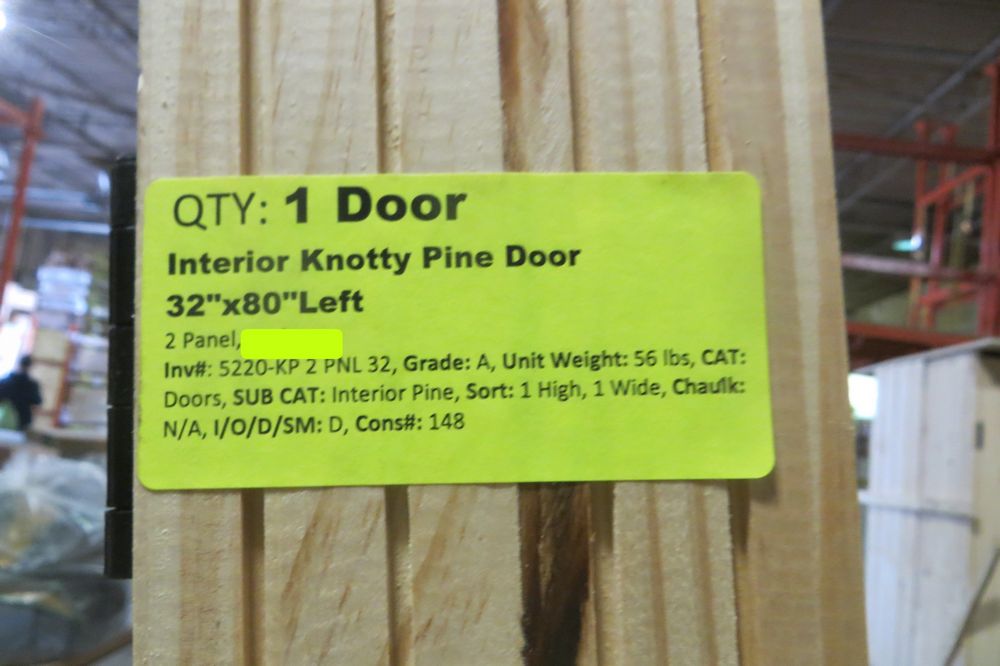 QTY: 1 Door
Interior Knotty Pine Door
32"x80"Left
2 Panel,
Inv#: 5220-KP 2 PNL 32, Grade: A, Unit Weight: 56 lbs, CAT:
Doors, SUB CAT: Interior Pine, Sort: 1 High, 1 Wide, Chaulk:
N/A, I/O/D/SM: D, Cons#: 148